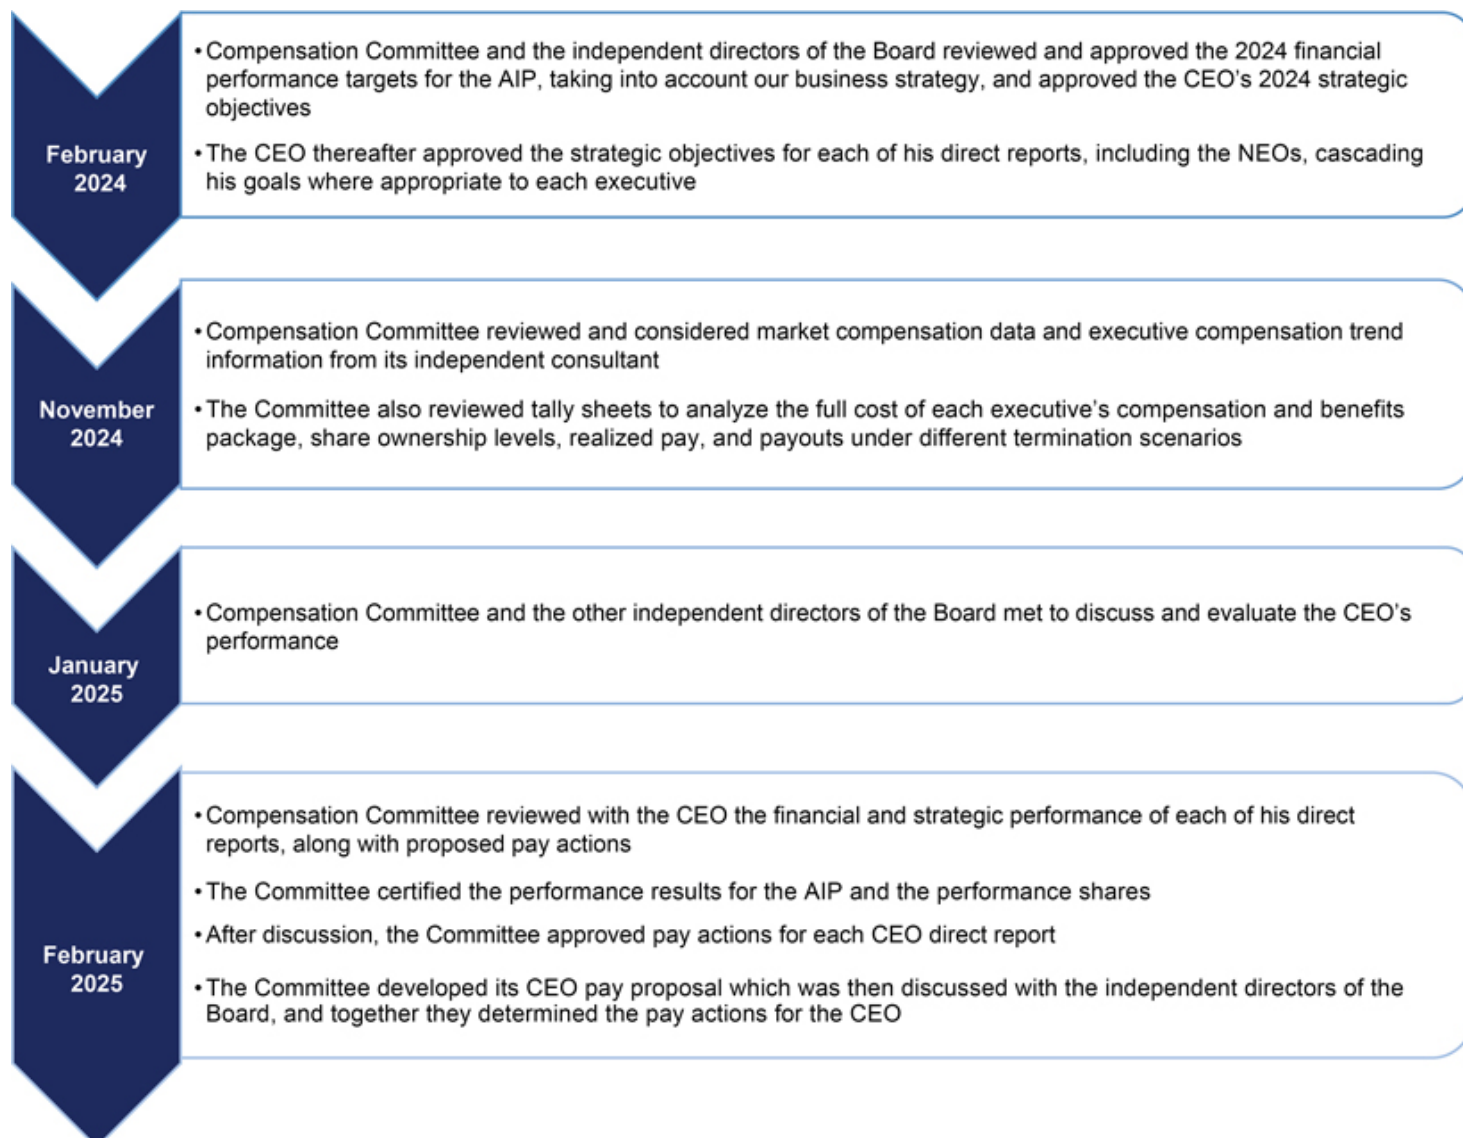 February
2024
• Compensation Committee and the independent directors of the Board reviewed and approved the 2024 financial
performance targets for the AIP, taking into account our business strategy, and approved the CEO’s 2024 strategic
objectives
• The CEO thereafter approved the strategic objectives for each of his direct reports, including the NEOs, cascading
his goals where appropriate to each executive
November
2024
• Compensation Committee reviewed and considered market compensation data and executive compensation trend
information from its independent consultant
• The Committee also reviewed tally sheets to analyze the full cost of each executive’s compensation and benefits
package, share ownership levels, realized pay, and payouts under different termination scenarios
January
2025
• Compensation Committee and the other independent directors of the Board met to discuss and evaluate the CEO’s
performance
February
2025
• Compensation Committee reviewed with the CEO the financial and strategic performance of each of his direct
reports, along with proposed pay actions
• The Committee certified the performance results for the AIP and the performance shares
• After discussion, the Committee approved pay actions for each CEO direct report
• The Committee developed its CEO pay proposal which was then discussed with the independent directors of the
Board, and together they determined the pay actions for the CEO